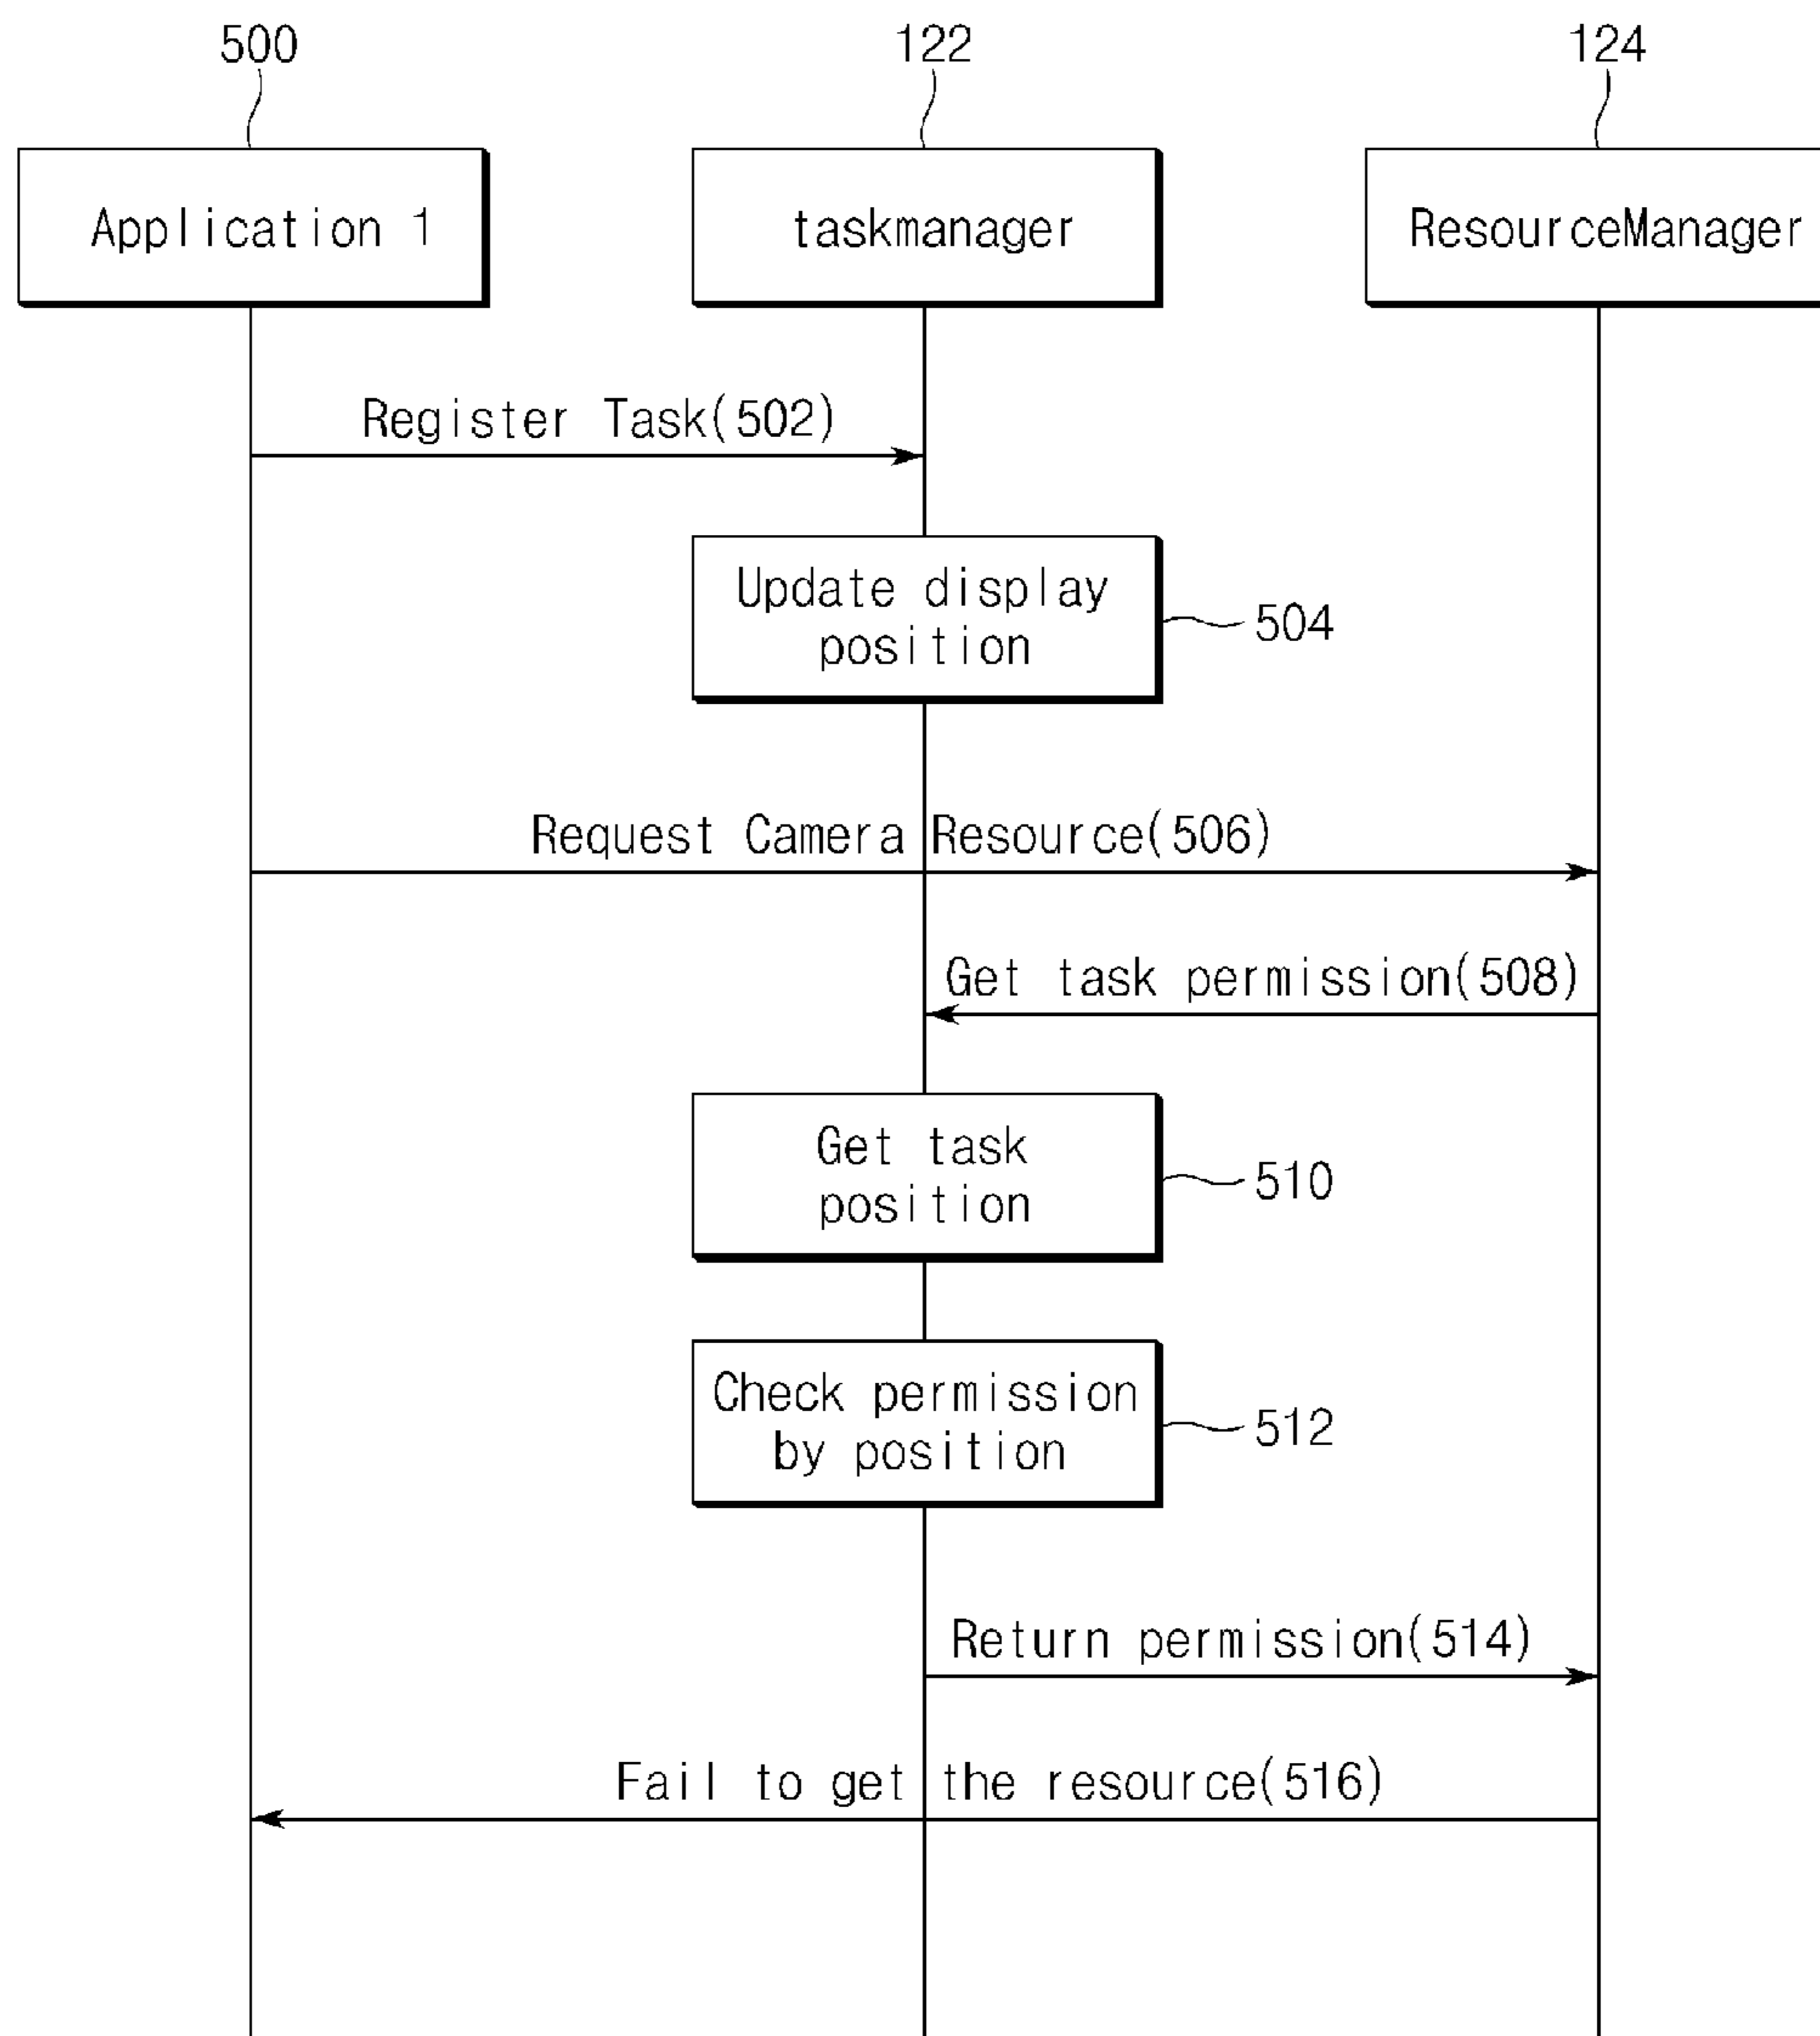 500
122
124
Application 1
taskmanager
ResourceManager
Register Task(502)
Update display
position
504
Request Camera Resource(506)
Get task permission(508)
Get task
position
510
Check permission
by position
512
Return permission(514)
Fail to get the resource(516)